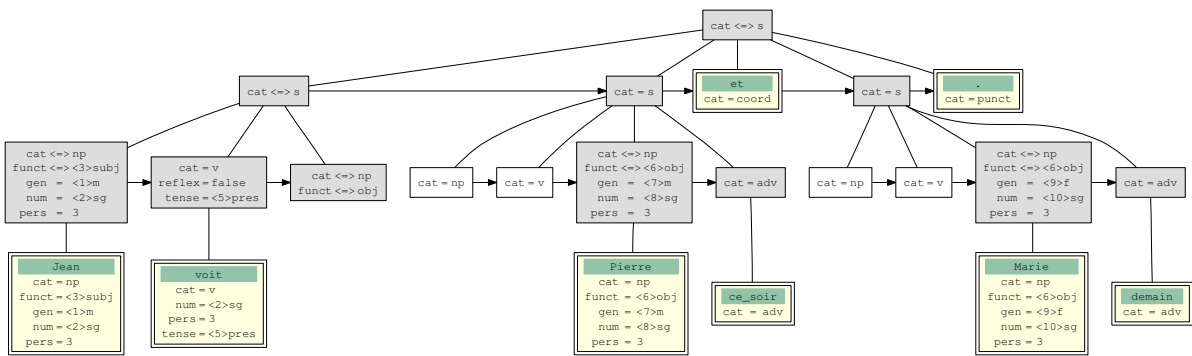 cat <=> s
cat <=> s
cat = s
et
cat = coord
cat = s
.
cat = punct
cat <=> np
funct <=> <3>subj
gen = <1>m
num = <2>sg
pers = 3
cat = v
reflex = false
tense = <5>pres
cat <=> np
funct <=> obj
cat = np
cat = v
cat <=> np
funct <=> <6>obj
gen = <7>m
num = <8>sg
pers = 3
cat = adv
cat = np
cat = v
cat <=> np
funct <=> <6>obj
gen = <9>f
num = <10>sg
pers = 3
cat = adv
Jean
cat = np
funct = <3>subj
gen = <1>m
num = <2>sg
pers = 3
voit
cat = v
num = <2>sg
pers = 3
tense = <5>pres
Pierre
cat = np
funct = <6>obj
gen = <7>m
num = <8>sg
pers = 3
ce_soir
cat = adv
Marie
cat = np
funct = <6>obj
gen = <9>f
num = <10>sg
pers = 3
demain
cat = adv